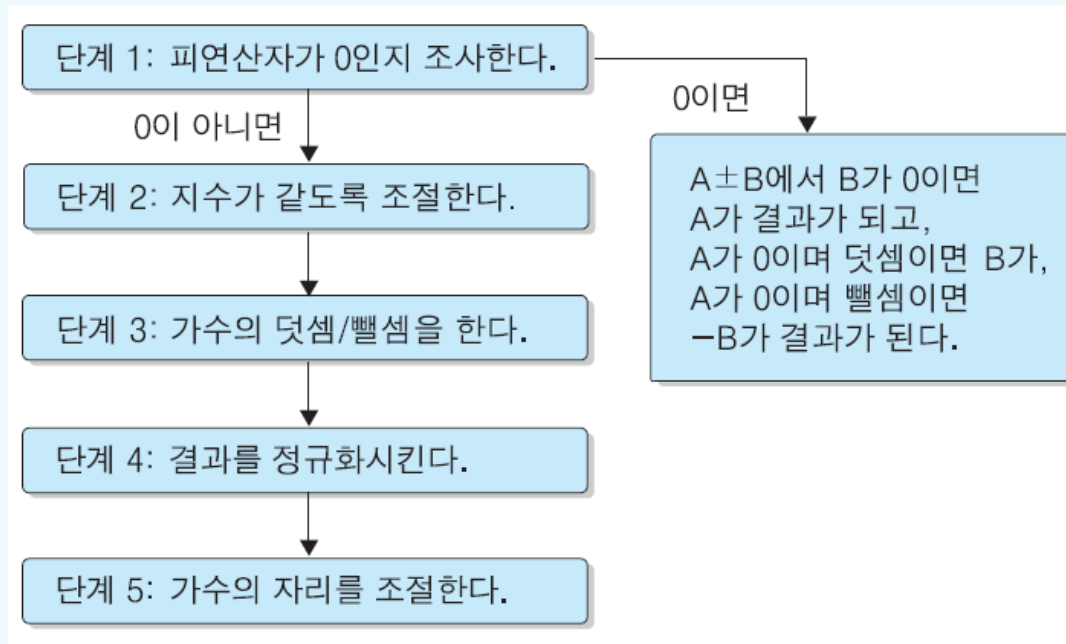 단계 1: 피연산자가 0인지 조사한다.
0이면
0이 아니면
A±B에서 B가 0이면
A가 결과가 되고,
A가 0이며 덧셈이면 B가,
A가 0이며 뺄셈이면
−B가 결과가 된다.
단계 2: 지수가 같도록 조절한다.
단계 3: 가수의 덧셈/뺄셈을 한다.
단계 4: 결과를 정규화시킨다.
단계 5: 가수의 자리를 조절한다.